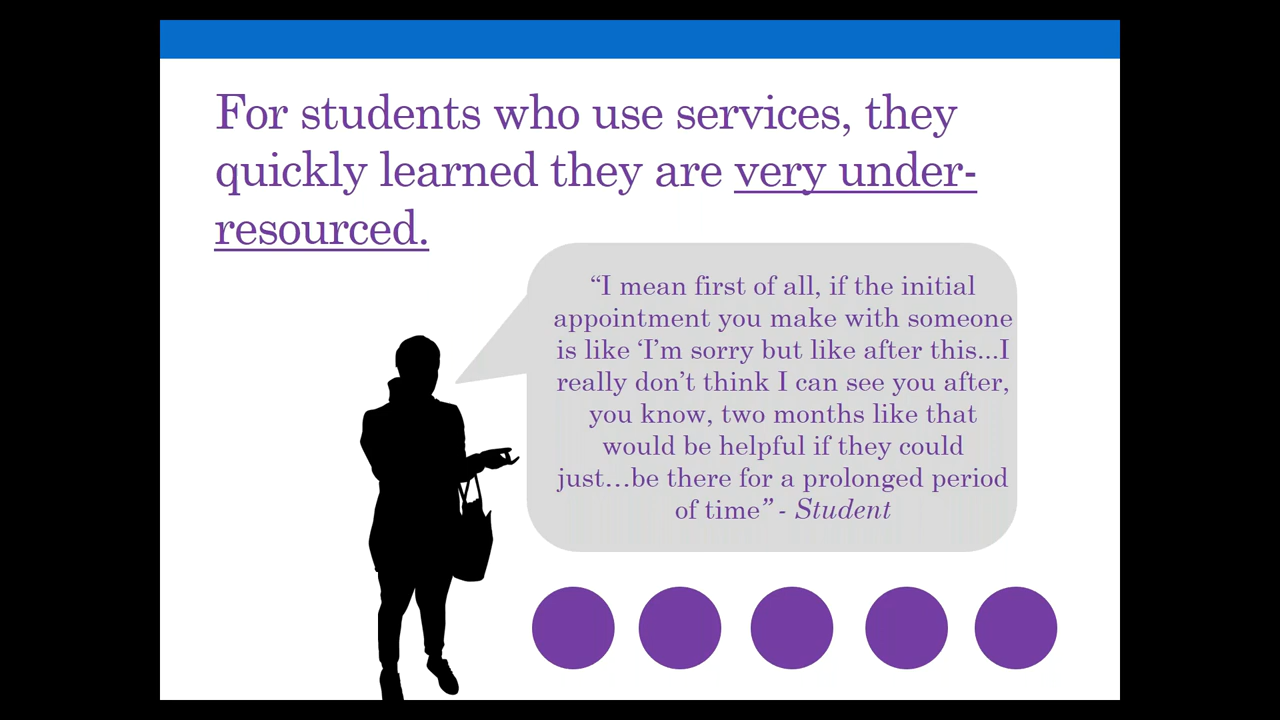 For students who use services, they
quickly learned they are very under-
resourced.
“I mean first of all, if the initial
appointment you make with someone
is like ‘I’m sorry but like after this...I
really don’t think I can see you after,
you know, two months like that
would be helpful if they could
just…be there for a prolonged period
of time” - Student